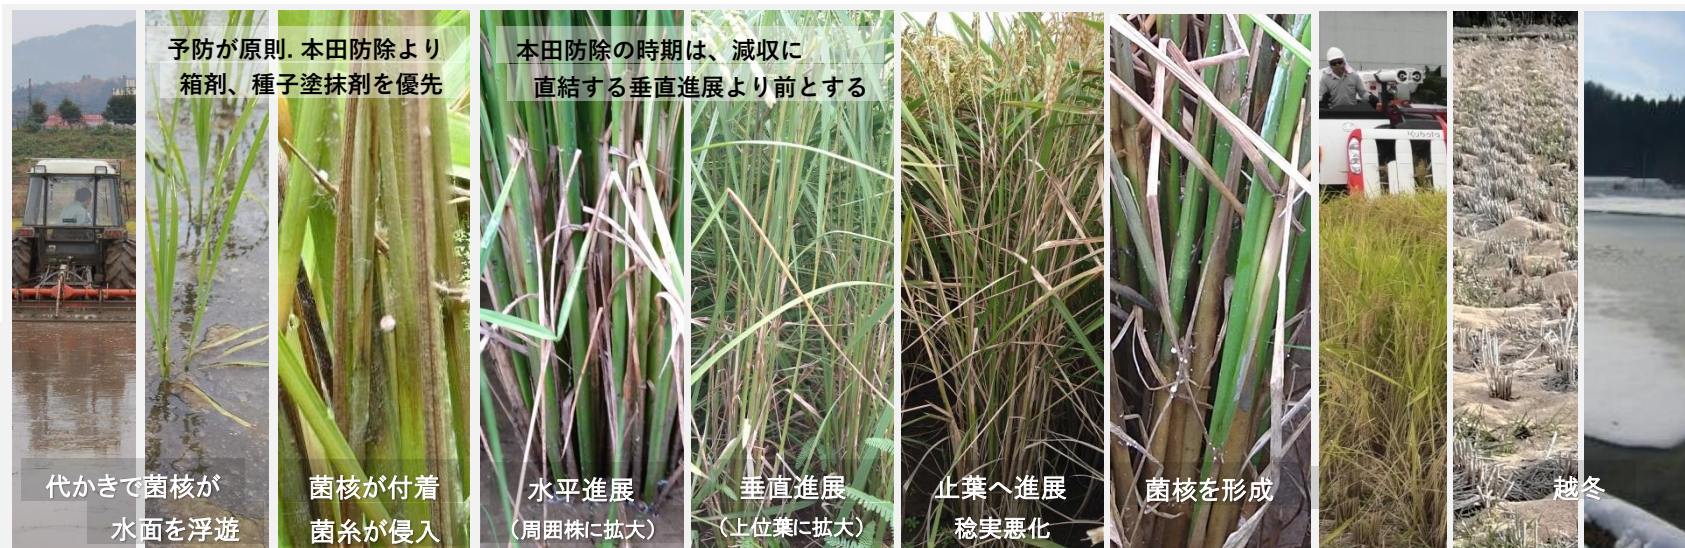 予防が原則. 本田防除より
箱剤、種子塗抹剤を優先
本田防除の時期は、減収に
直結する垂直進展より前とする
Kubota
代かきで菌核が
水面を浮遊
菌核が付着
菌糸が侵入
水平進展
（周囲株に拡大）
垂直進展
（上位葉に拡大）
止葉へ進展
稔実悪化
菌核を形成
越冬